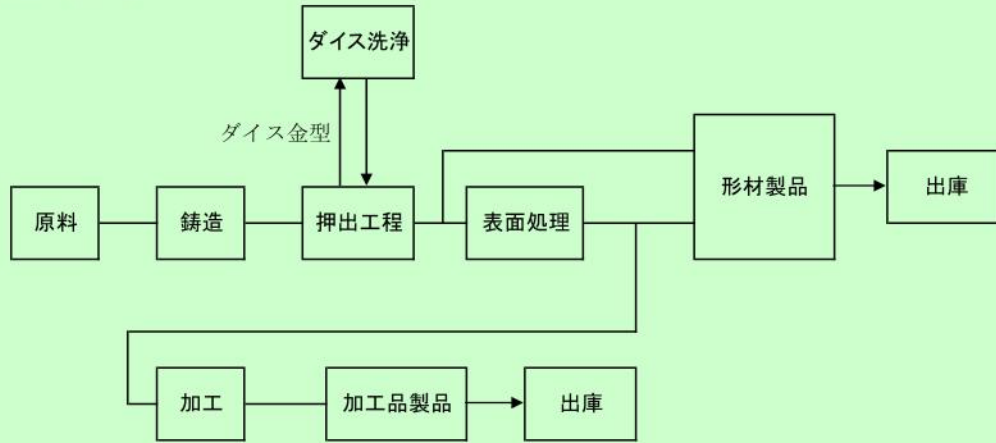 ダイス洗浄
ダイス金型
原料
鋳造
押出工程
表面処理
形材製品
出庫
加工
加工品製品
出庫